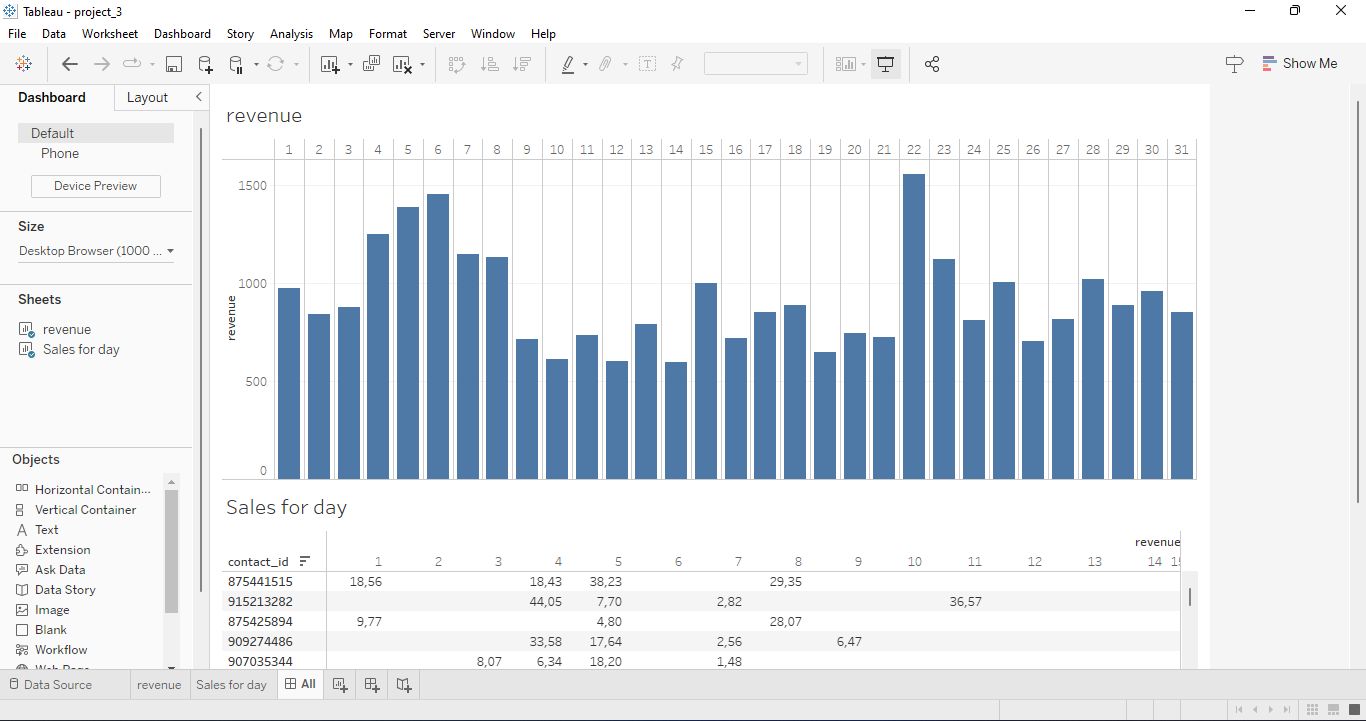 Tableau - project_3
File Data Worksheet Dashboard Story Analysis Map Format Server Window Help
Show Me
Dashboard Layout
Default
Phone
Device Preview
Size
Desktop Browser (1000 ...
Sheets
revenue
Sales for day
Objects
Horizontal Contain...
Vertical Container
Text
Extension
Ask Data
Data Story
Image
Blank
Workflow
revenue
1 2 3 4 5 6 7 8 9 10 11 12 13 14 15 16 17 18 19 20 21 22 23 24 25 26 27 28 29 30 31
1500
1000
500
0
revenue
Sales for day
revenue
contact_id 1 2 3 4 5 6 7 8 9 10 11 12 13 14
875441515 18,56 18,43 38,23 29,35
915213282 44,05 7,70 2,82 36,57
875425894 9,77 4,80 28,07
909274486 33,58 17,64 2,56 6,47
907035344 8,07 6,34 18,20 1,48
Data Source revenue Sales for day All